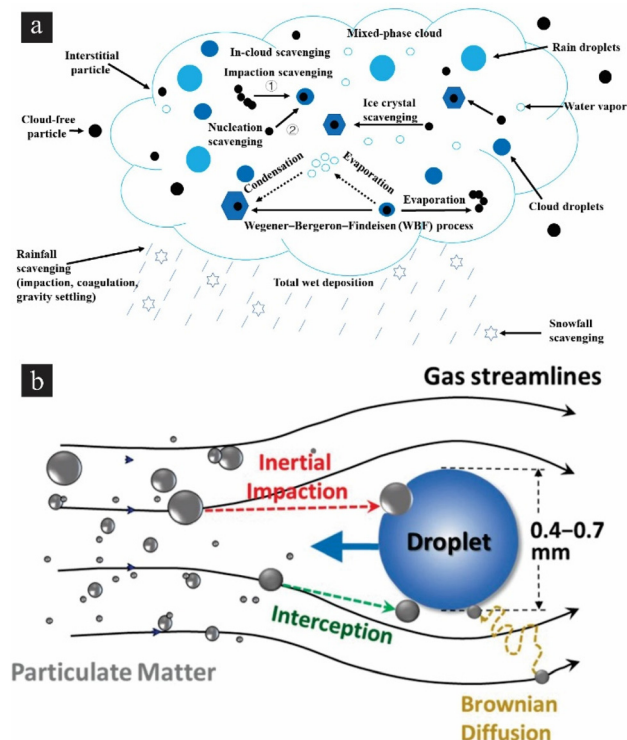 a
Mixed-phase cloud
Interstitial
particle
In-cloud scavenging
Rain droplets
Impaction scavenging
①
Ice crystal
scavenging
Water vapor
Cloud-free
particle
Nucleation
scavenging
②
Condensation
Evaporation
Evaporation
Cloud droplets
Wegener–Bergeron–Findeisen (WBF) process
Rainfall
scavenging
(impaction, coagulation,
gravity settling)
Total wet deposition
Snowfall
scavenging
b
Gas streamlines
Inertial
Impaction
Droplet
0.4–0.7
mm
Interception
Particulate Matter
Brownian
Diffusion